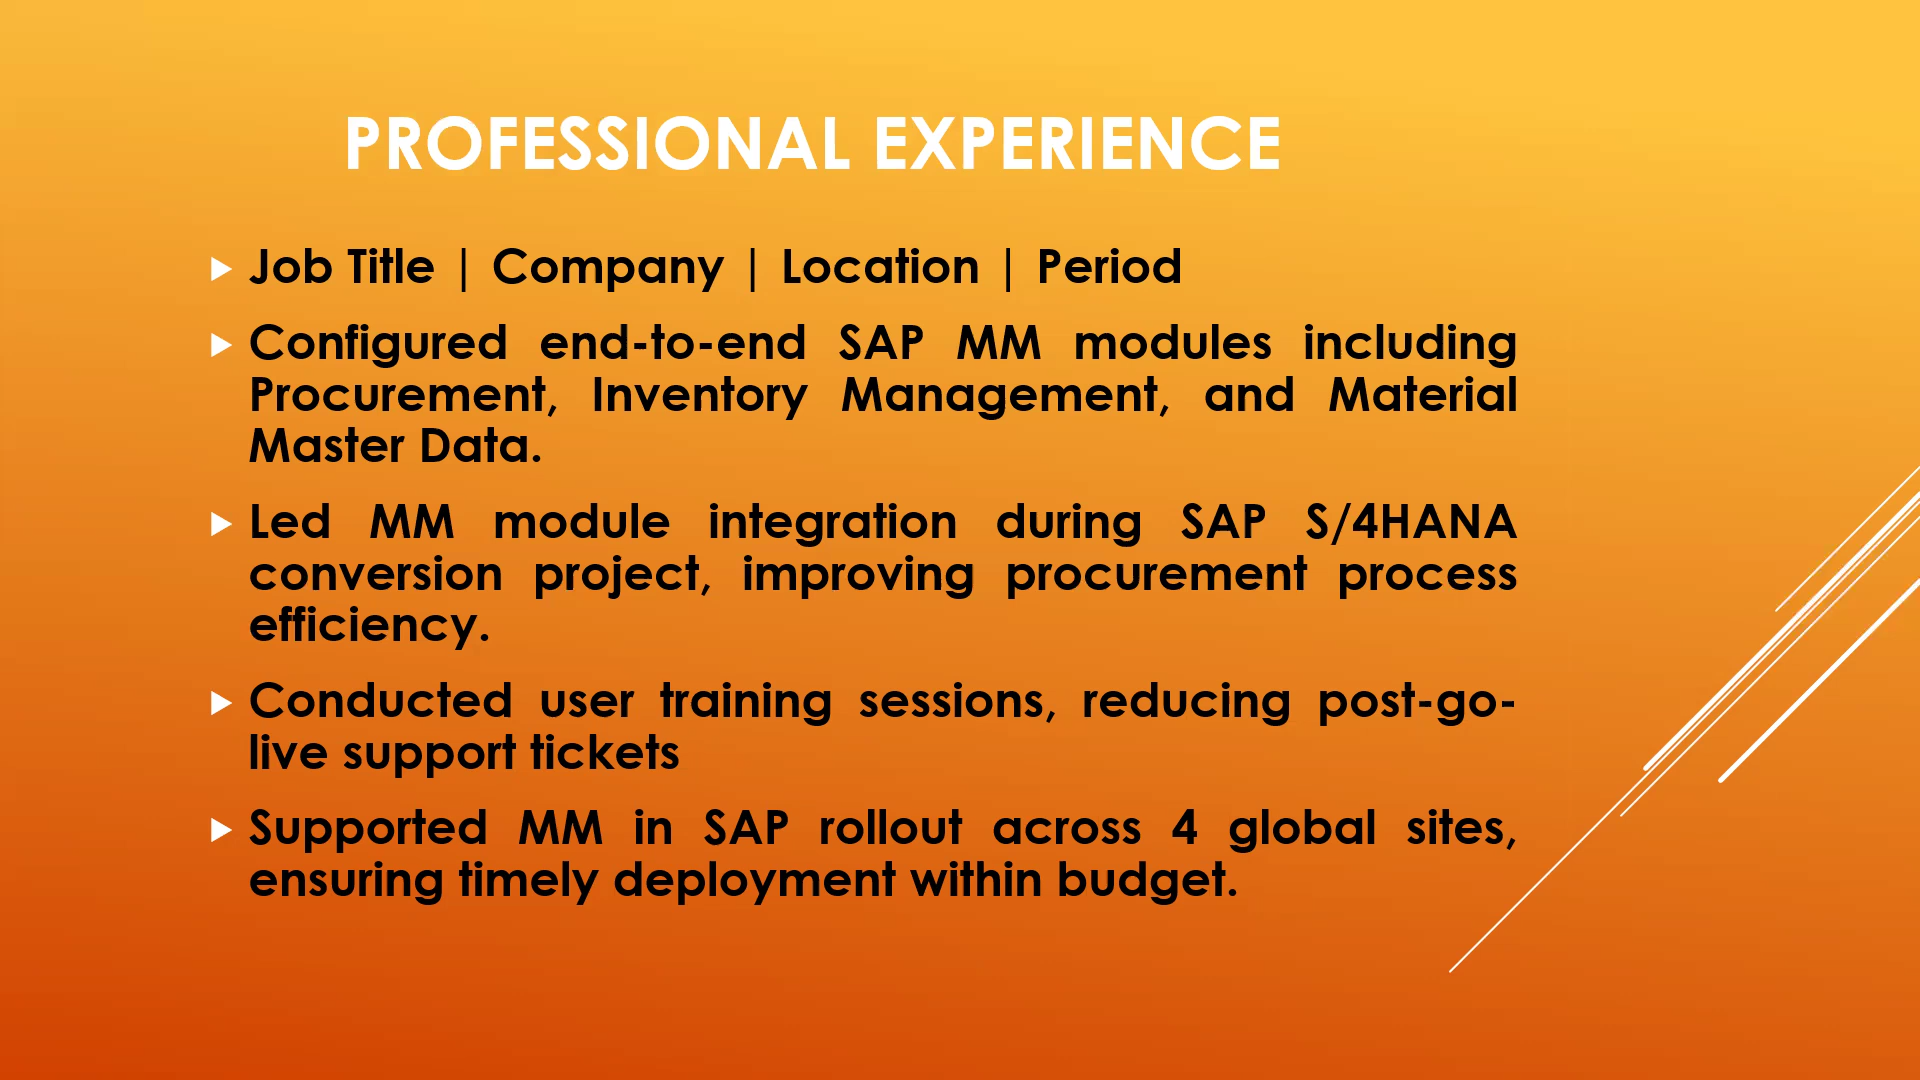 PROFESSIONAL EXPERIENCE
Job Title | Company | Location | Period
Configured end-to-end SAP MM modules including
Procurement, Inventory Management, and Material
Master Data.
Led MM module integration during SAP S/4HANA
conversion project, improving procurement process
efficiency.
Conducted user training sessions, reducing post-go-
live support tickets
Supported MM in SAP rollout across 4 global sites,
ensuring timely deployment within budget.